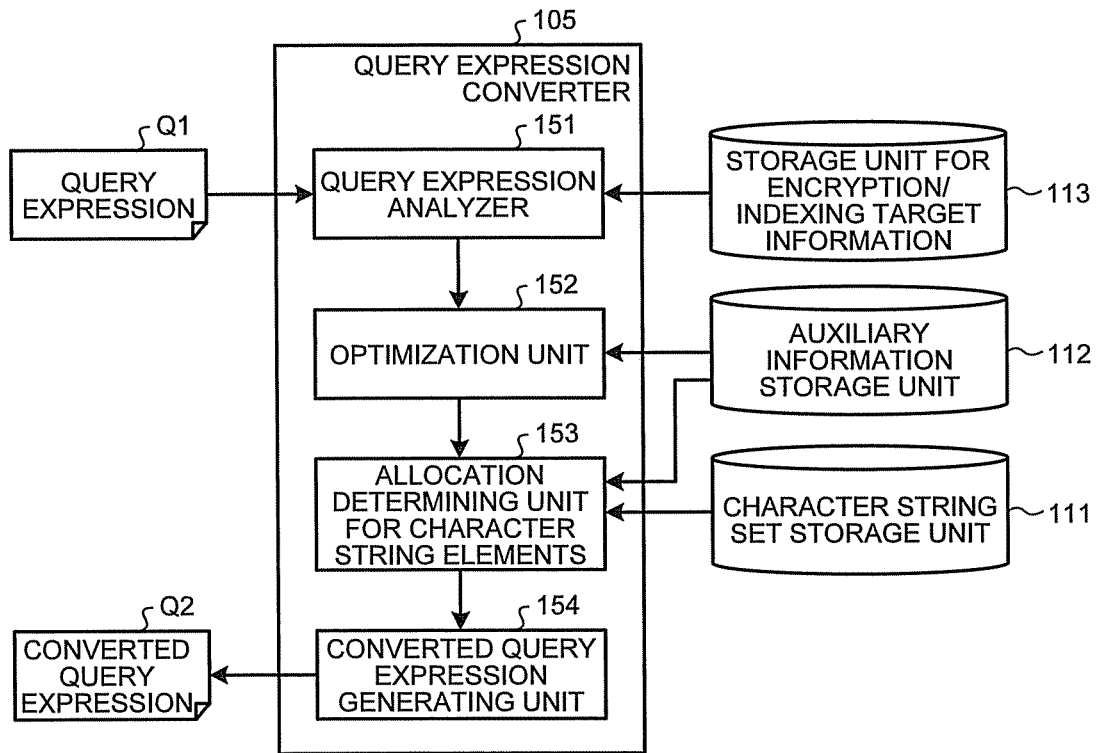 105
QUERY EXPRESSION
CONVERTER
Q1
QUERY
EXPRESSION
151
QUERY EXPRESSION
ANALYZER
STORAGE UNIT FOR
ENCRYPTION/
INDEXING TARGET
INFORMATION
113
152
OPTIMIZATION UNIT
AUXILIARY
INFORMATION
STORAGE UNIT
112
153
ALLOCATION
DETERMINING UNIT
FOR CHARACTER
STRING ELEMENTS
CHARACTER STRING
SET STORAGE UNIT
111
Q2
CONVERTED
QUERY
EXPRESSION
154
CONVERTED QUERY
EXPRESSION
GENERATING UNIT